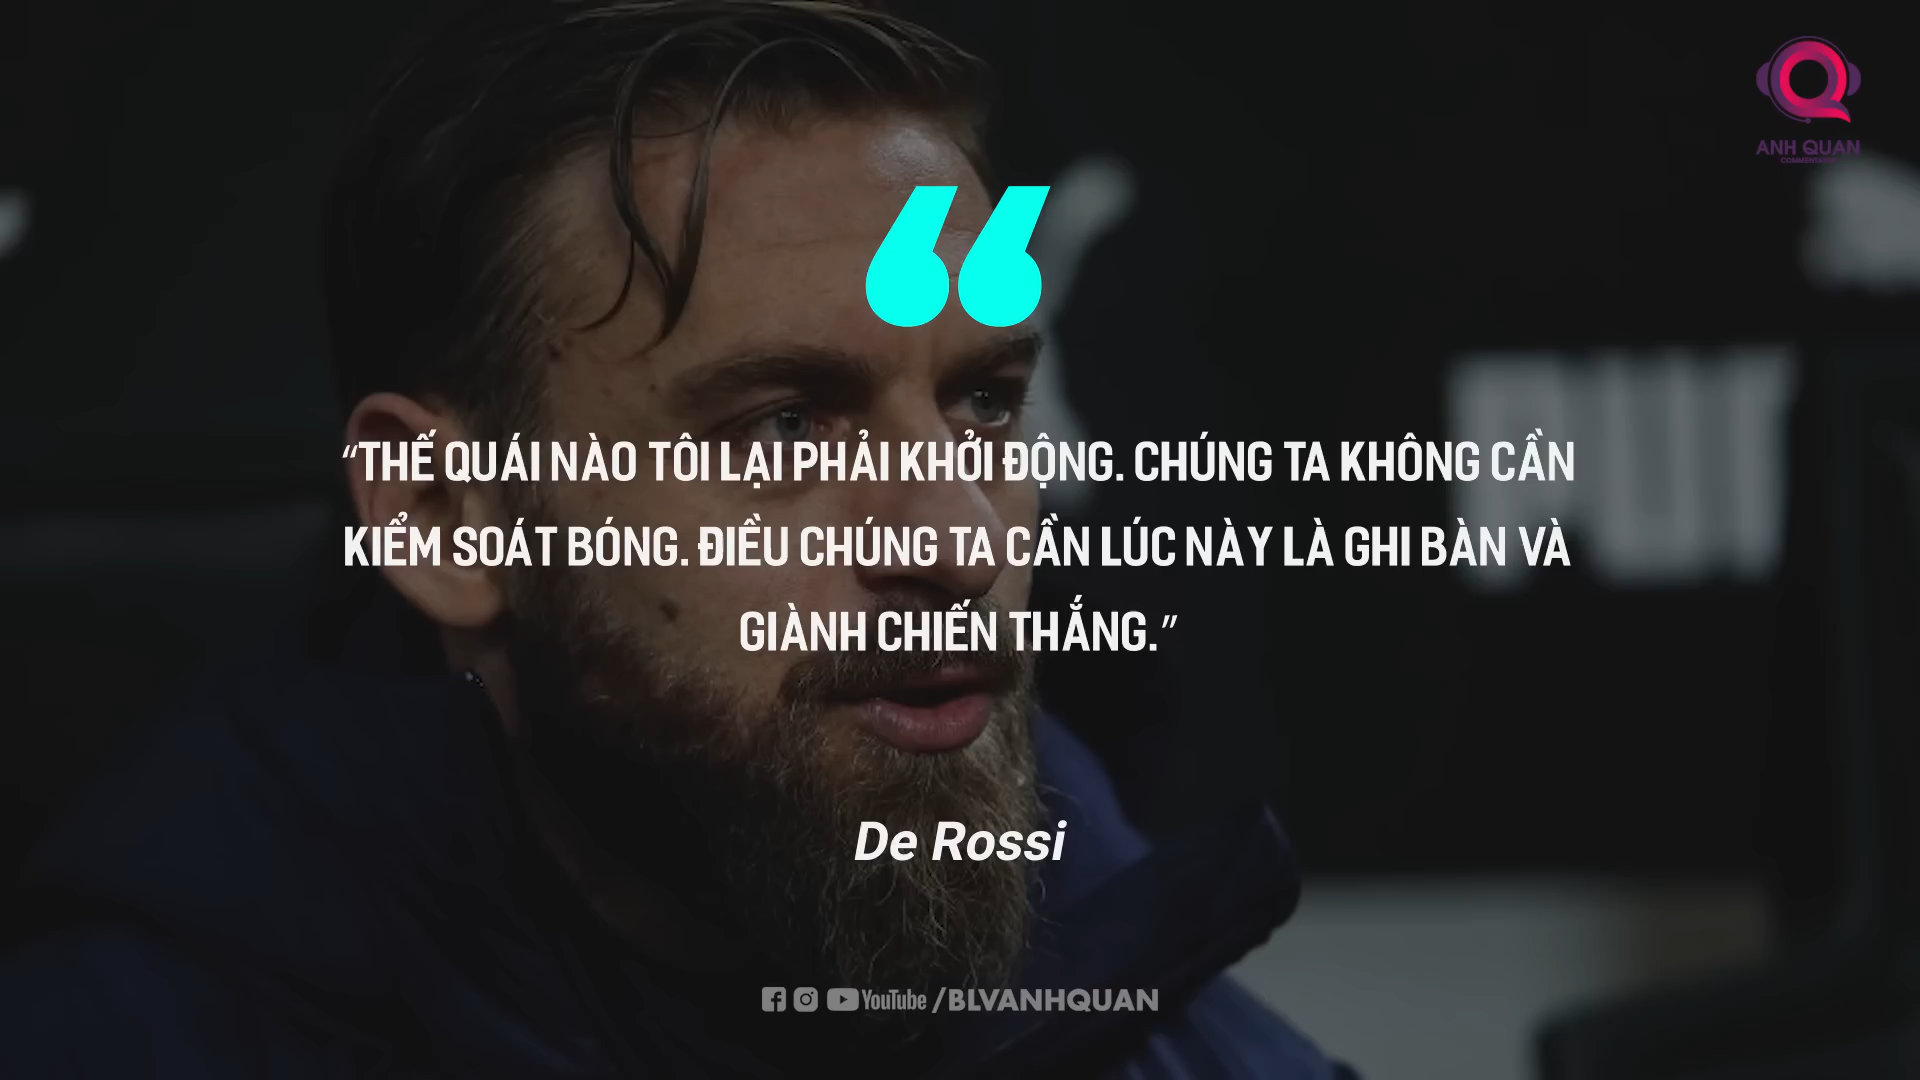 ANH QUAN
“THẾ QUÁI NÀO TÔI LẠI PHẢI KHỞI ĐỘNG. CHÚNG TA KHÔNG CẦN
KIỂM SOÁT BÓNG. ĐIỀU CHÚNG TA CẦN LÚC NÀY LÀ GHI BÀN VÀ
GIÀNH CHIẾN THẮNG.”
De Rossi
YouTube /BLVANHQUAN